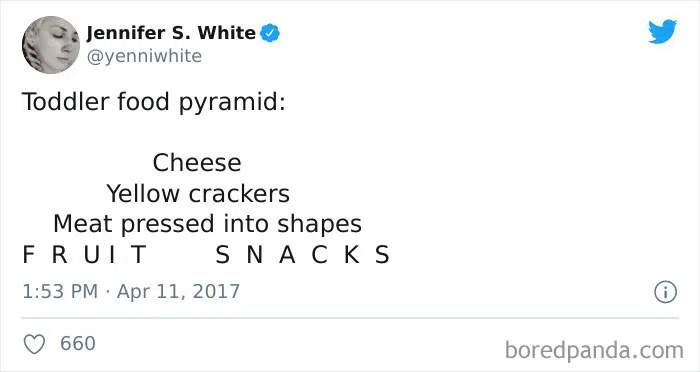 Jennifer S. White
@yenniwhite
Toddler food pyramid:
Cheese
Yellow crackers
Meat pressed into shapes
F R U I T S N A C K S
1:53 PM · Apr 11, 2017
660
boredpanda.com